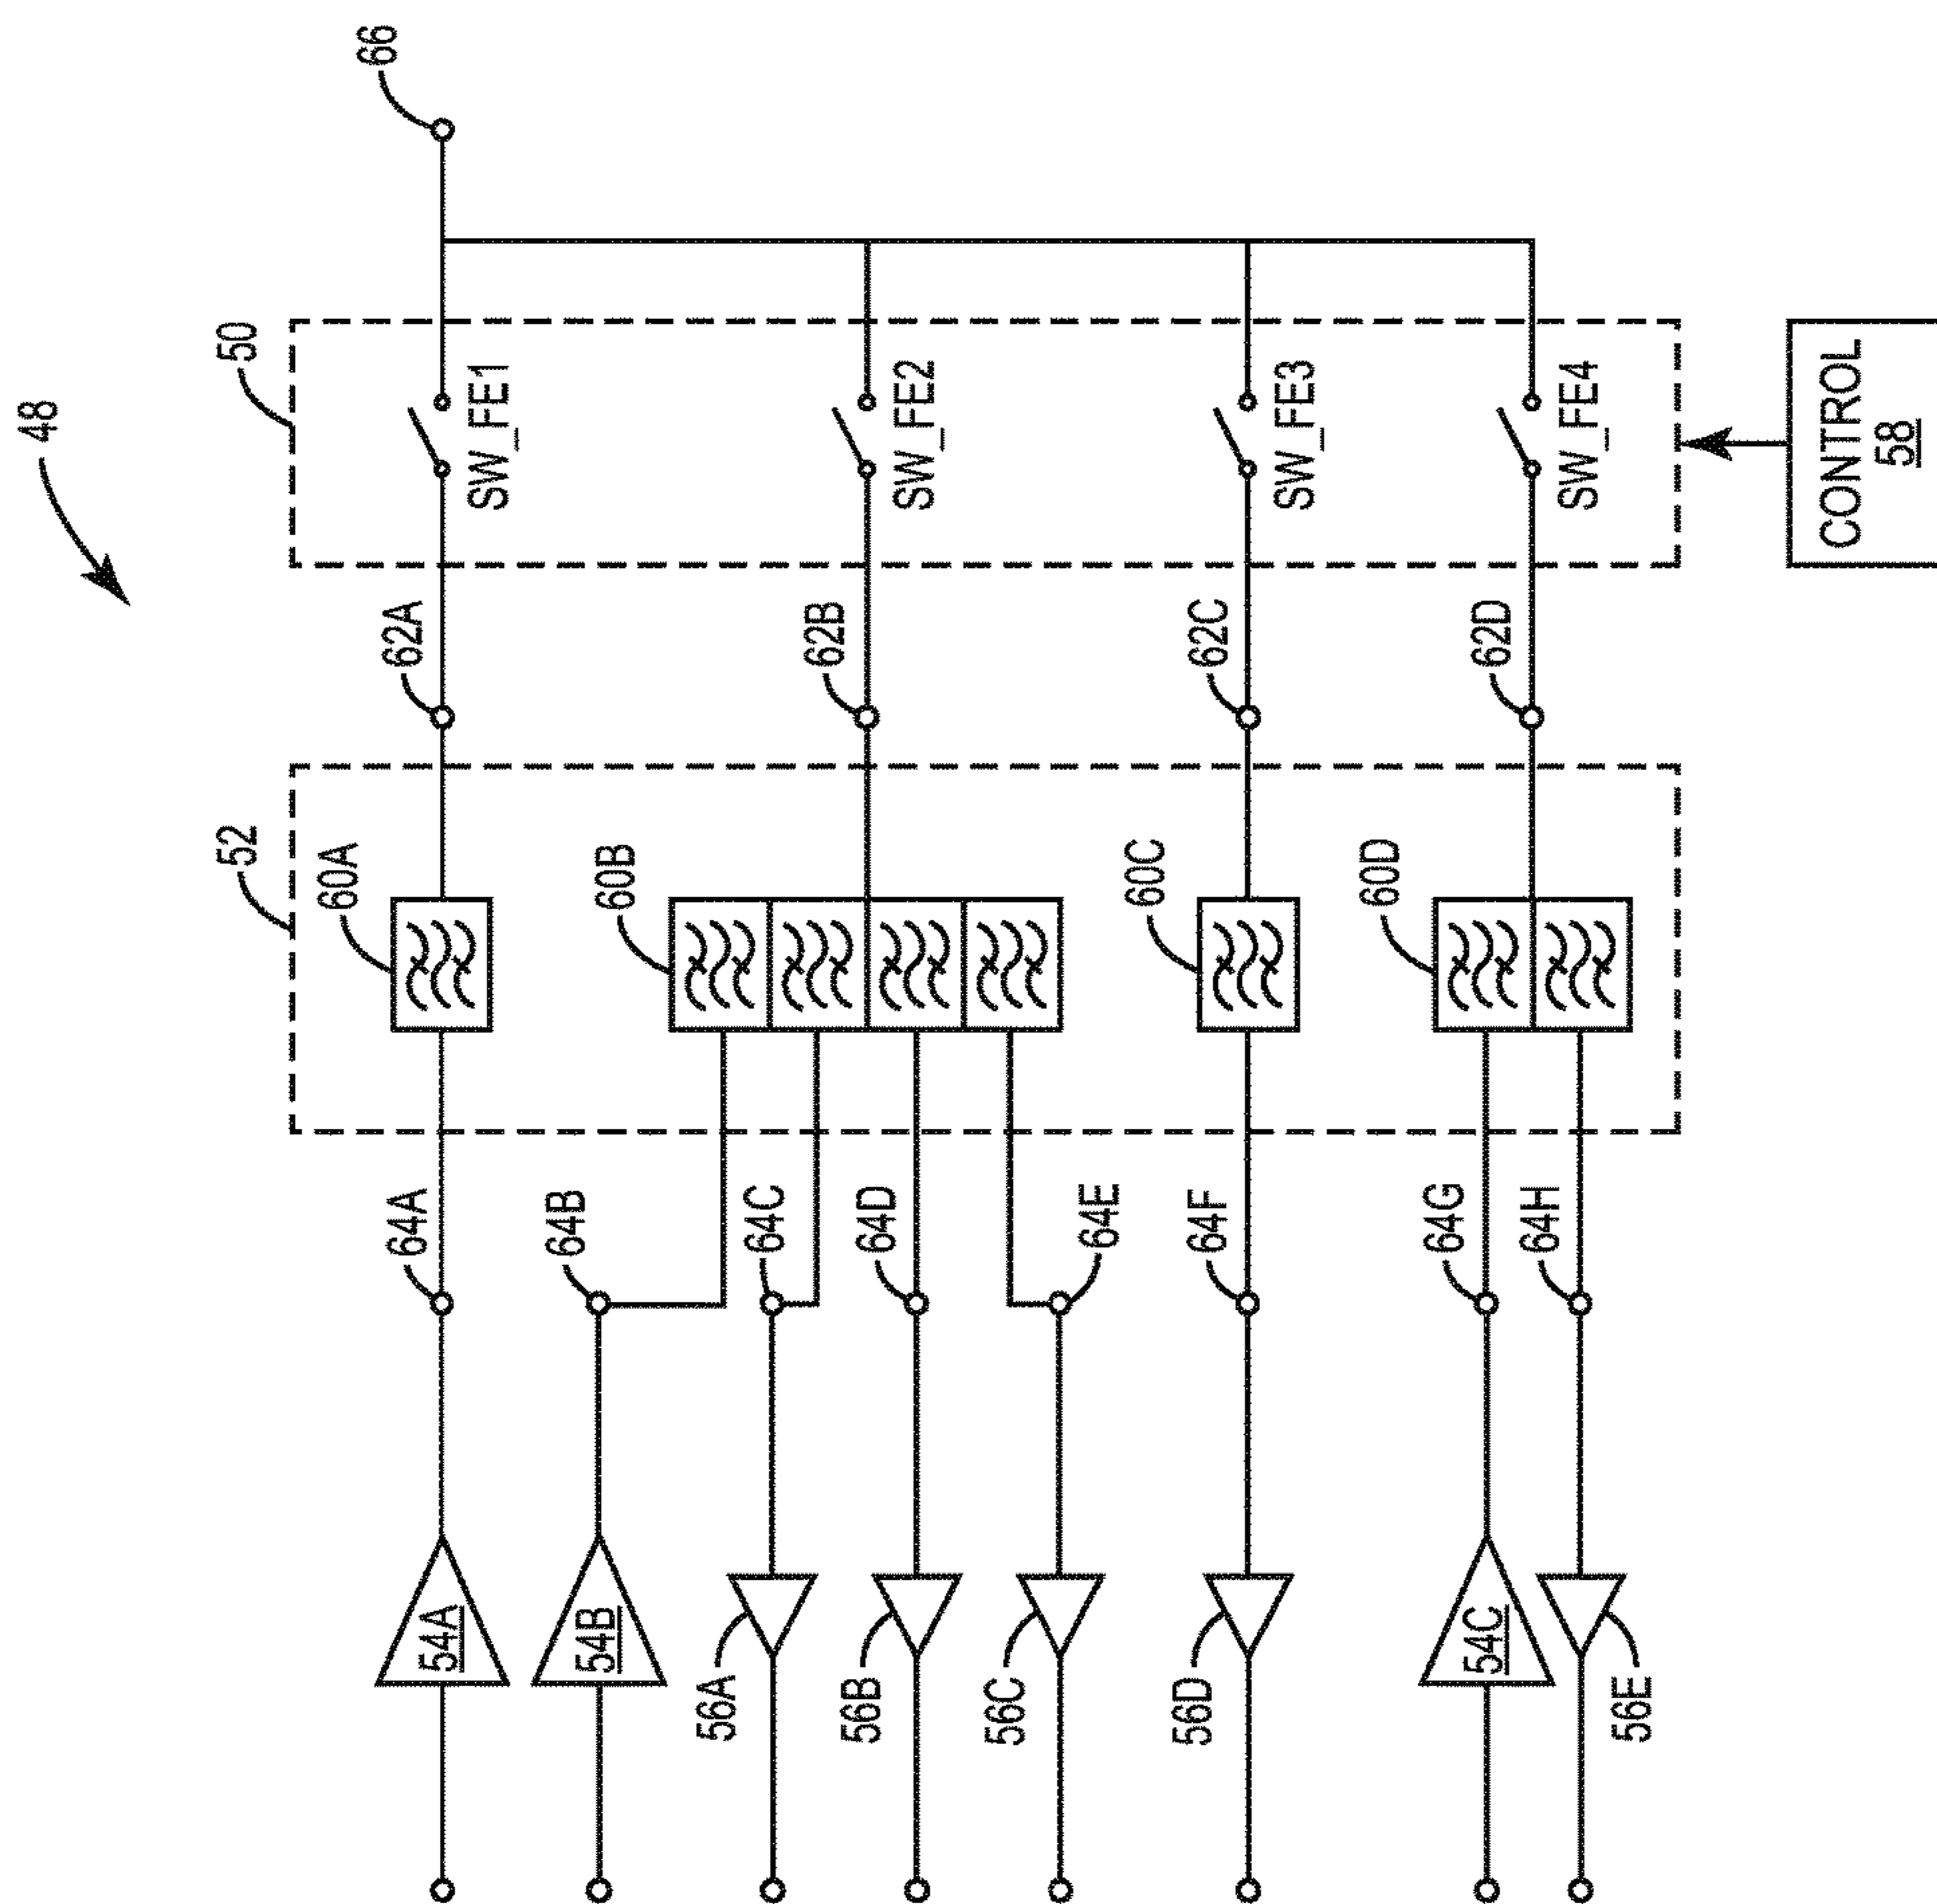 48
66
50
SW_FE1
SW_FE2
SW_FE3
SW_FE4
CONTROL
58
62A
62B
62C
62D
52
60A
60B
60C
60D
64A
64B
64C
64D
64E
64F
64G
64H
54A
54B
56A
56B
56C
56D
54C
56E